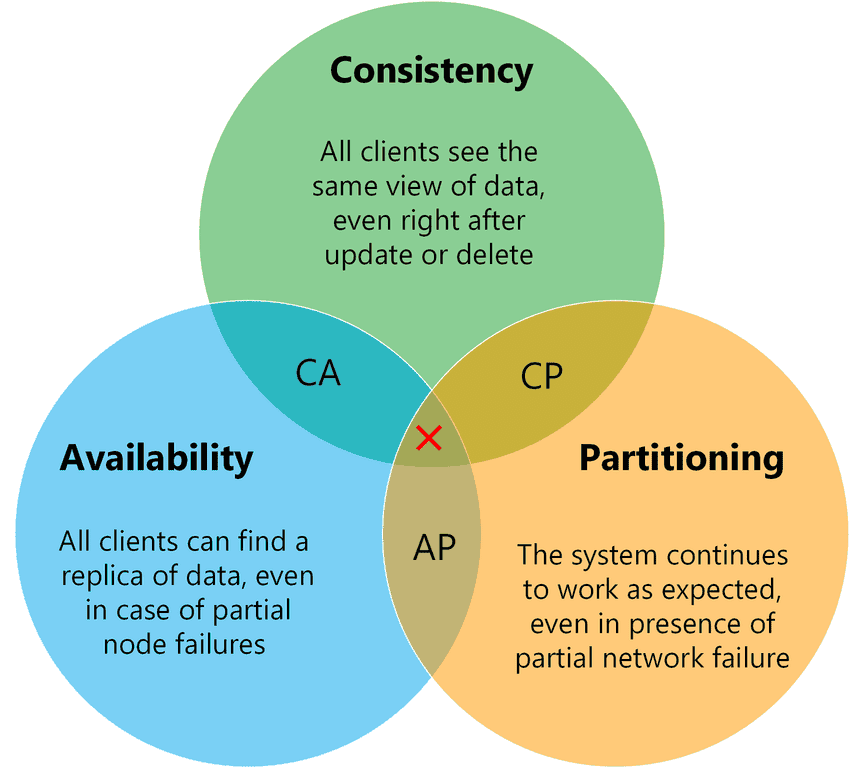 Consistency
All clients see the
same view of data,
even right after
update or delete
CA
CP
Availability
All clients can find a
replica of data, even
in case of partial
node failures
Partitioning
The system continues
to work as expected,
even in presence of
partial network failure
AP